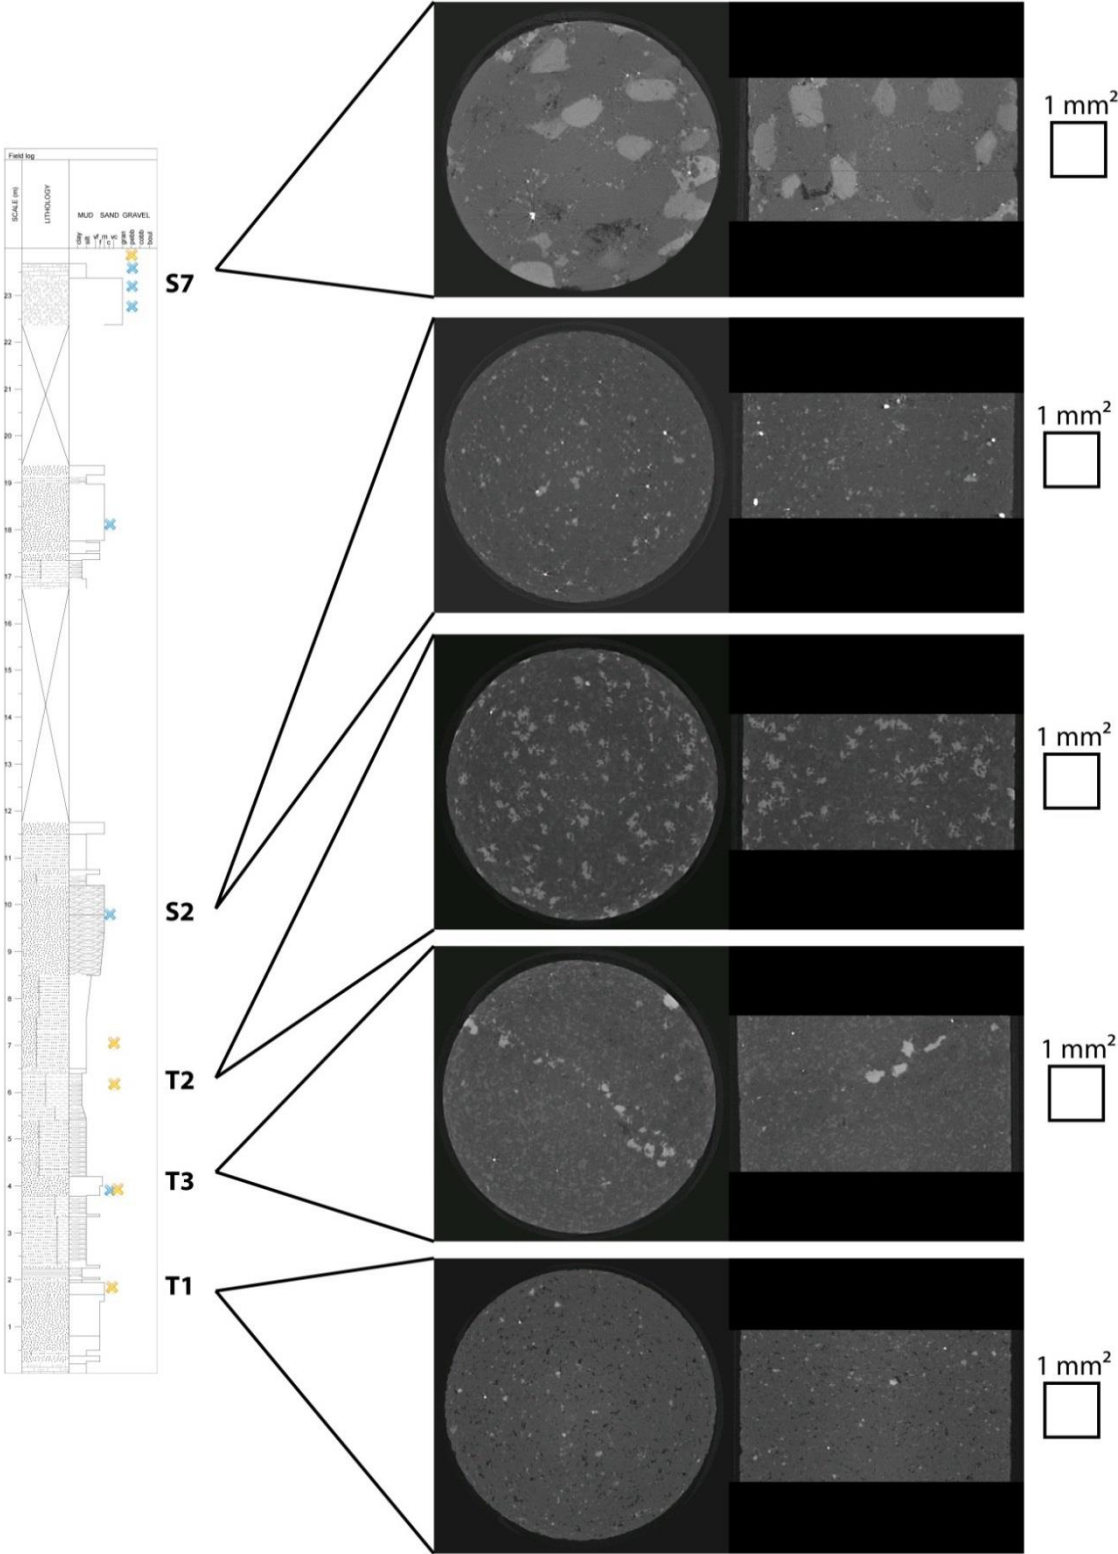 Field log
SCALE (m)
LITHOLOGY
MUD SAND GRAVEL
clay
silt
vf
f
m
c
vc
gran
pebb
cobb
boul
1 mm²
S7
23
22
21
20
1 mm²
19
18
17
16
15
14
13
1 mm²
12
11
10
S2
9
8
7
T2
6
1 mm²
5
T3
4
3
T1
2
1
1 mm²